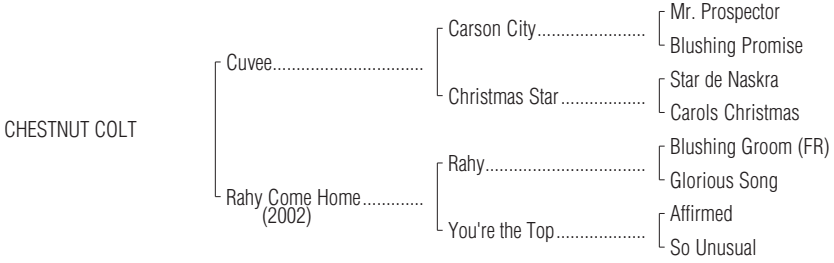 Mr. Prospector
Carson City
Blushing Promise
Cuvee
Star de Naskra
Christmas Star
Carols Christmas
CHESTNUT COLT
Blushing Groom (FR)
Rahy
Glorious Song
Rahy Come Home
(2002)
Affirmed
You're the Top
So Unusual